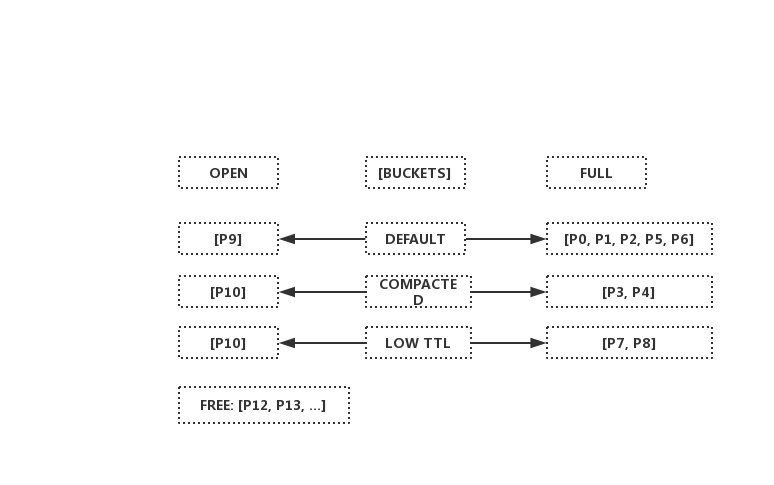 OPEN
[BUCKETS]
FULL
[P9]
DEFAULT
[P0, P1, P2, P5, P6]
[P10]
COMPACTE
D
[P3, P4]
[P10]
LOW TTL
[P7, P8]
FREE: [P12, P13, ...]